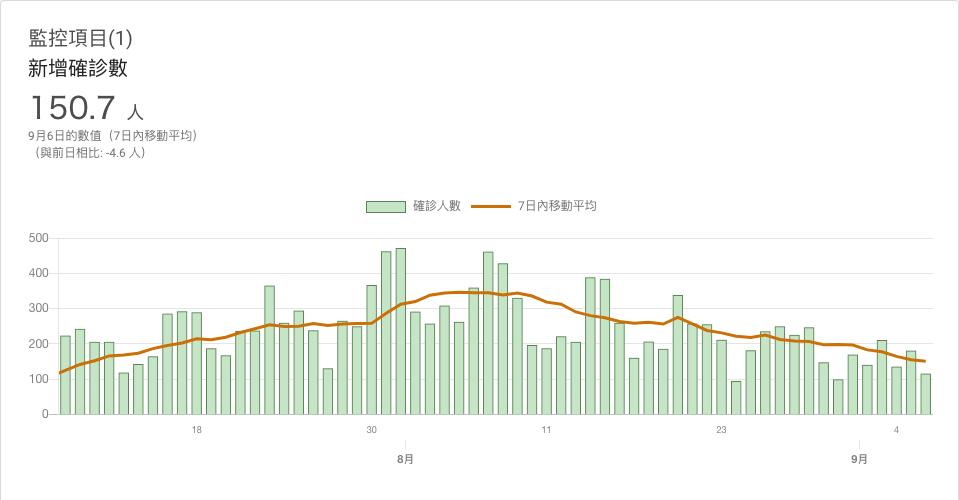 監控項目(1)
新增確診數
150.7 人
9月6日的數值（7日內移動平均）
（與前日相比: -4.6 人）
確診人數 7日內移動平均
500
400
300
200
100
0
18 30 11 23 4
8月 9月